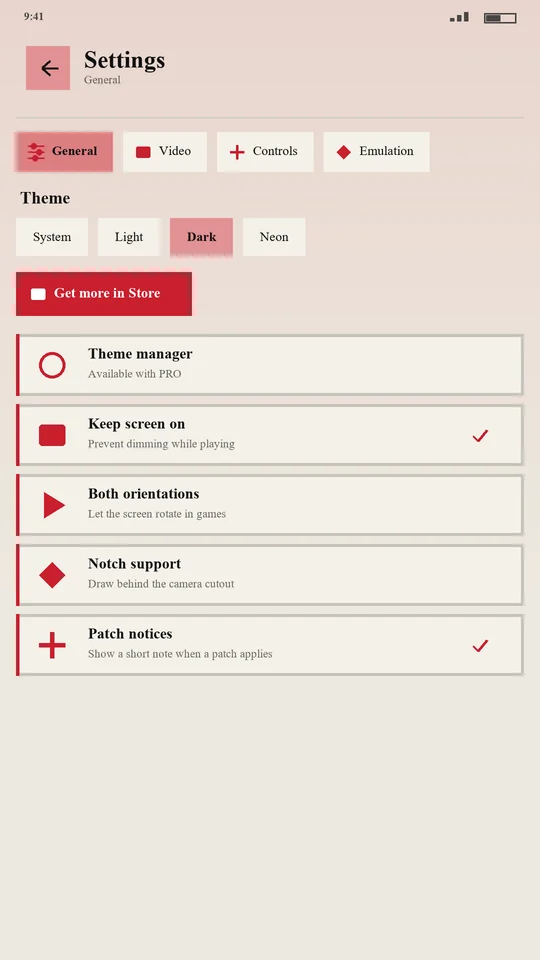 9:41
Settings
General
General
Video
Controls
Emulation
Theme
System
Light
Dark
Neon
Get more in Store
Theme manager
Available with PRO
Keep screen on
Prevent dimming while playing
Both orientations
Let the screen rotate in games
Notch support
Draw behind the camera cutout
Patch notices
Show a short note when a patch applies